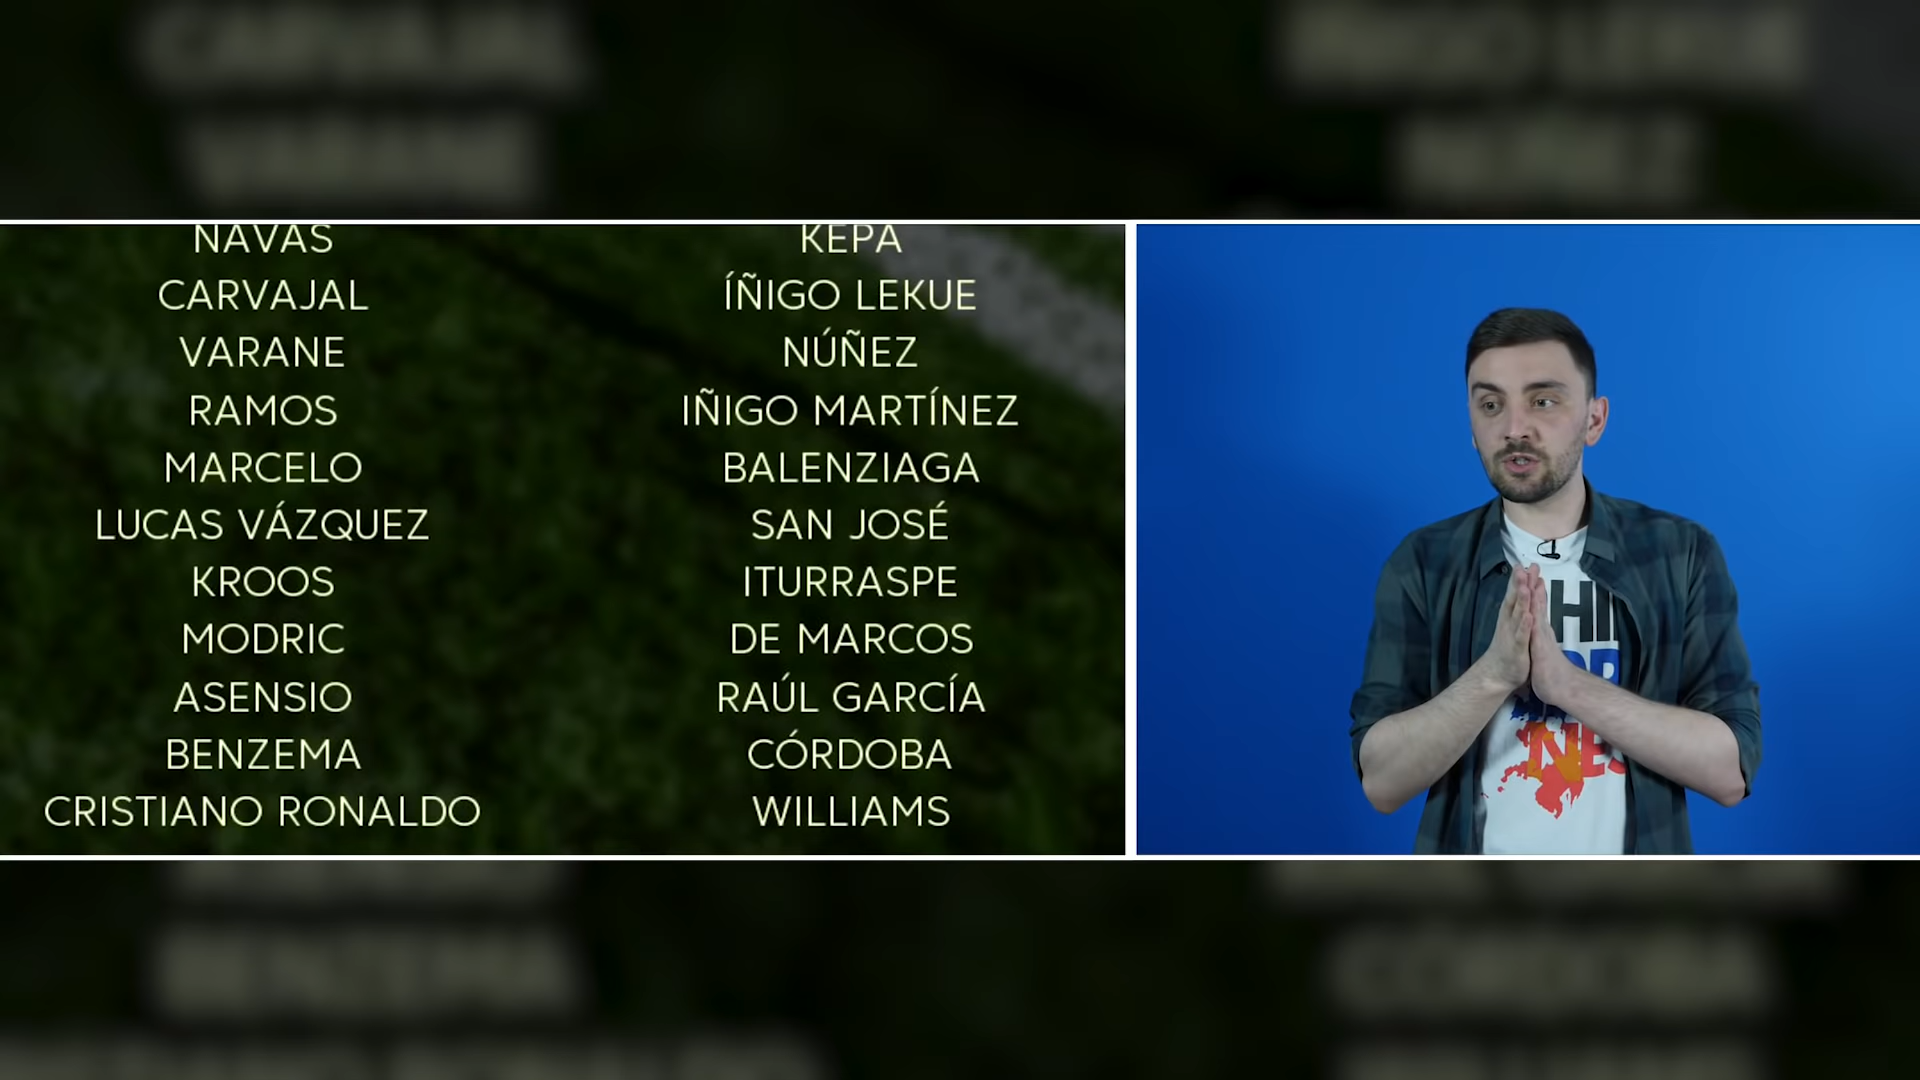 NAVAS
CARVAJAL
VARANE
RAMOS
MARCELO
LUCAS VÁZQUEZ
KROOS
MODRIC
ASENSIO
BENZEMA
CRISTIANO RONALDO
KEPA
ÍÑIGO LEKUE
NÚÑEZ
IÑIGO MARTÍNEZ
BALENZIAGA
SAN JOSÉ
ITURRASPE
DE MARCOS
RAÚL GARCÍA
CÓRDOBA
WILLIAMS